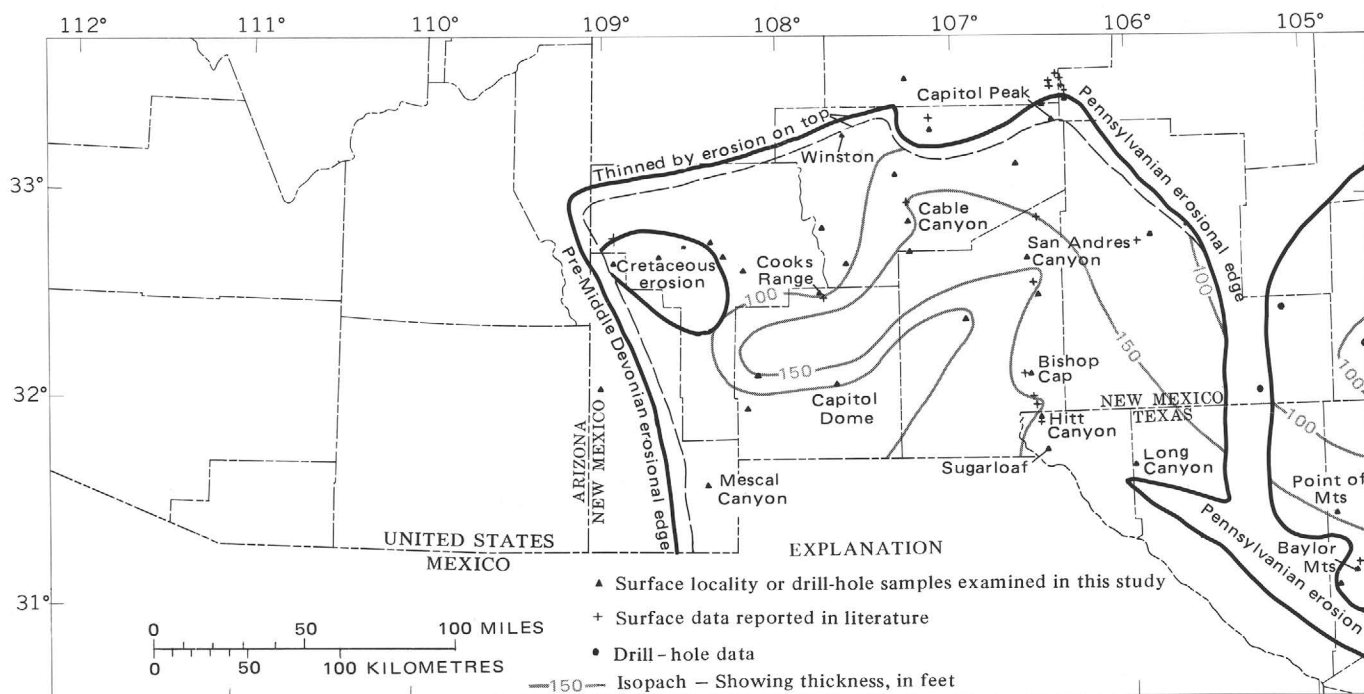 112° 111° 110° 109° 108° 107° 106° 105°
Capitol Peak
Pennsylvanian erosional edge
Thinned by erosion on top
Winston
33°
Cable
Canyon
San Andres
Canyon
Cooks
Range
Cretaceous
erosion
100
100
Pre-Middle Devonian erosional edge
150
150
Bishop
Cap
100
32°
Capitol
Dome
NEW MEXICO
TEXAS
100
Hitt
Canyon
ARIZONA
NEW MEXICO
Sugarloaf
Long
Canyon
Mescal
Canyon
Point of
Mts
Pennsylvanian erosion
Baylor
Mts
UNITED STATES
MEXICO
31°
EXPLANATION
Surface locality or drill-hole samples examined in this study
+ Surface data reported in literature
Drill-hole data
150 Isopach – Showing thickness, in feet
0 50 100 MILES
0 50 100 KILOMETRES